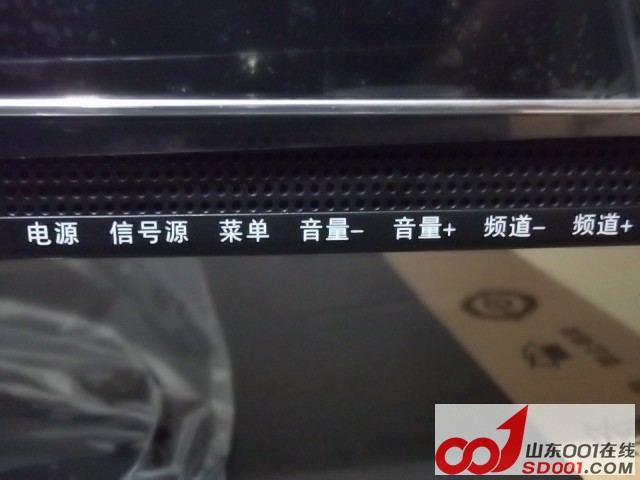 电源 信号源 菜单 音量- 音量+ 频道- 频道+
山东001在线
SD001.com